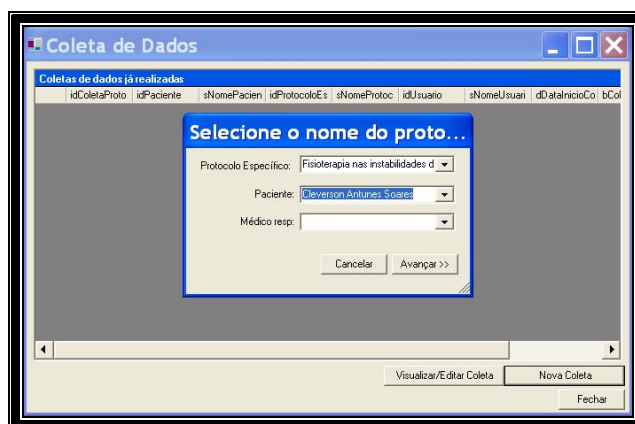 Coleta de Dados
Coletas de dados já realizadas
idColetaProto idPaciente sNomePacien idProtocoloEs sNomeProtoc idUsuario sNomeUsuari dDataInicioCo bCol
Selecione o nome do proto...
Protocolo Específico: Fisioterapia nas instabilidades d
Paciente: Cleverson Antunes Soares
Médico resp:
Cancelar Avançar >>
Visualizar/Editar Coleta Nova Coleta
Fechar